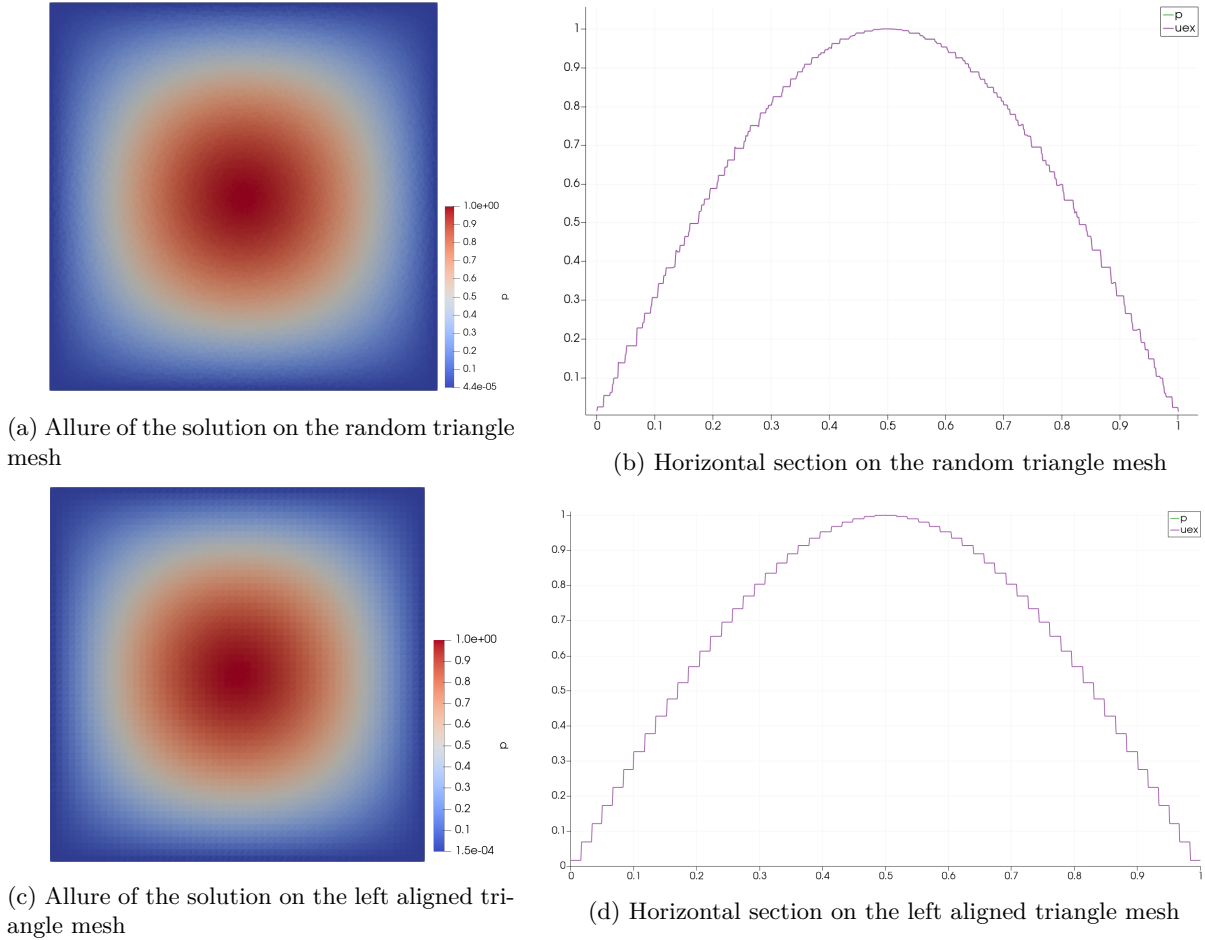 1.0e+00
0.9
0.8
0.7
0.6
0.5
0.4
0.3
0.2
0.1
4.4e-05
p
(a) Allure of the solution on the random triangle
mesh
p
uex
1
0.9
0.8
0.7
0.6
0.5
0.4
0.3
0.2
0.1
0 0.1 0.2 0.3 0.4 0.5 0.6 0.7 0.8 0.9 1
(b) Horizontal section on the random triangle mesh
1.0e+00
0.9
0.8
0.7
0.6
0.5
0.4
0.3
0.2
0.1
1.5e-04
p
(c) Allure of the solution on the left aligned tri-
angle mesh
p
uex
1
0.9
0.8
0.7
0.6
0.5
0.4
0.3
0.2
0.1
0
0 0.1 0.2 0.3 0.4 0.5 0.6 0.7 0.8 0.9 1
(d) Horizontal section on the left aligned triangle mesh